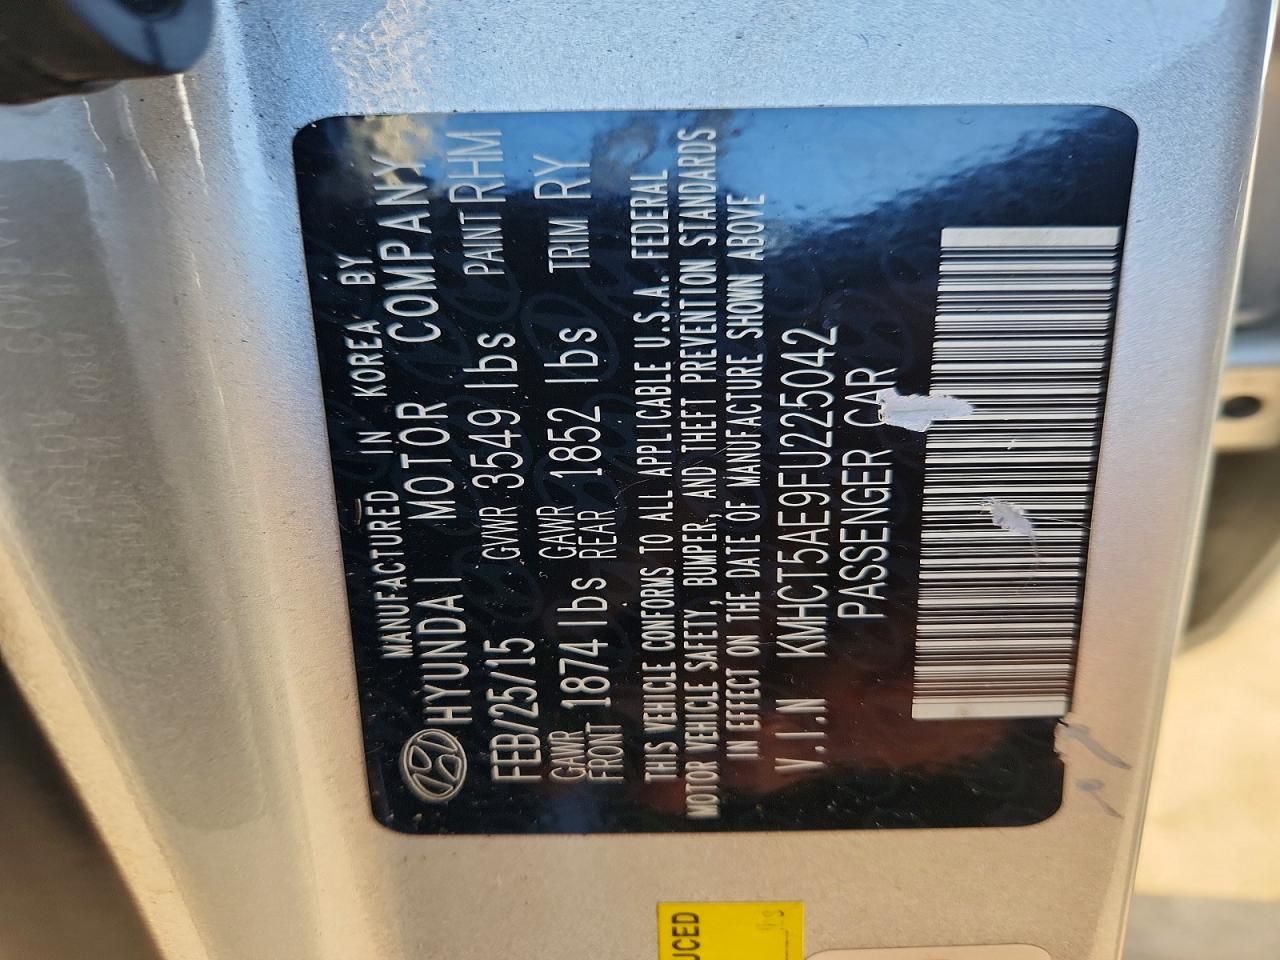 MANUFACTURED IN KOREA BY
HYUNDAI MOTOR COMPANY
FEB/25/15 GVWR 3549 lbs PAINT RHM
GAWR FRONT 1874 lbs GAWR REAR 1852 lbs TRIM RY
THIS VEHICLE CONFORMS TO ALL APPLICABLE U.S.A. FEDERAL
MOTOR VEHICLE SAFETY, BUMPER, AND THEFT PREVENTION STANDARDS
IN EFFECT ON THE DATE OF MANUFACTURE SHOWN ABOVE
V.I.N KMHCT5AE9FU225042
PASSENGER CAR
UCED